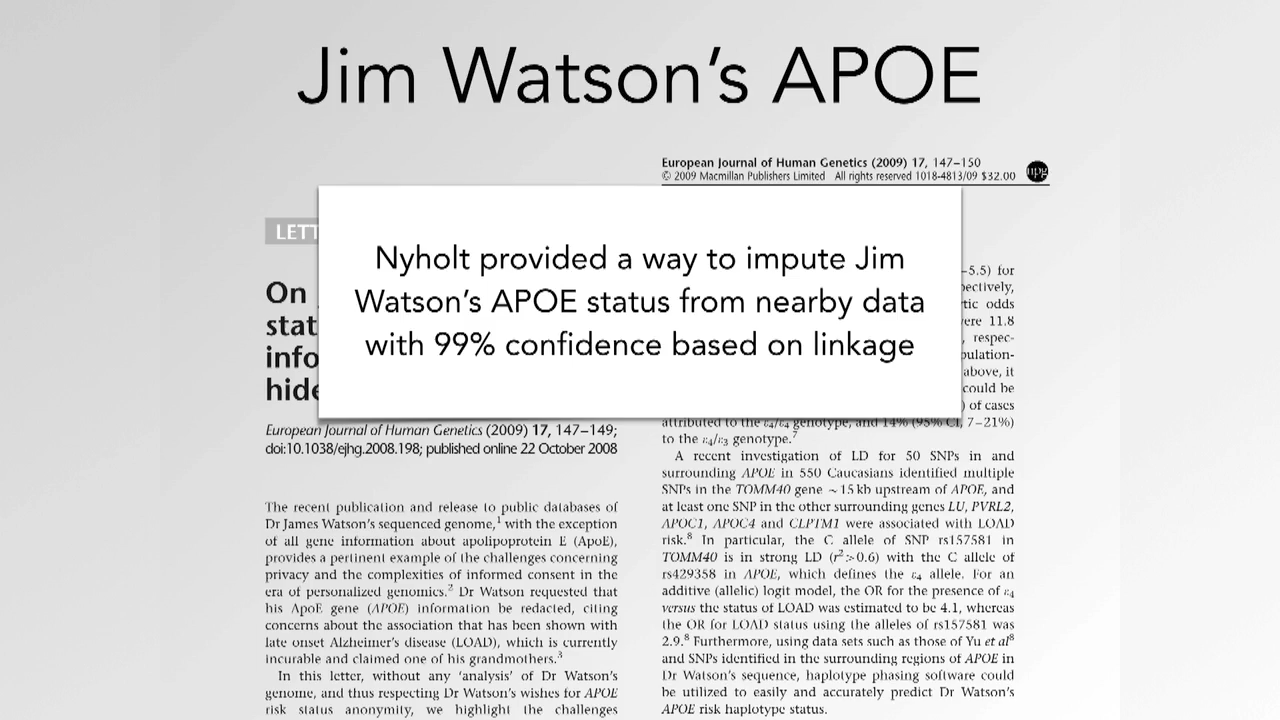 Jim Watson's APOE
European Journal of Human Genetics (2009) 17, 147–150
© 2009 Macmillan Publishers Limited All rights reserved 1018-4813/09 $32.00
npg
Nyholt provided a way to impute Jim
Watson's APOE status from nearby data
with 99% confidence based on linkage
LETT
On
stat
info
hide
European Journal of Human Genetics (2009) 17, 147–149;
doi:10.1038/ejhg.2008.198; published online 22 October 2008
The recent publication and release to public databases of
Dr James Watson's sequenced genome,1 with the exception
of all gene information about apolipoprotein E (ApoE),
provides a pertinent example of the challenges concerning
privacy and the complexities of informed consent in the
era of personalized genomics.2 Dr Watson requested that
his ApoE gene (APOE) information be redacted, citing
concerns about the association that has been shown with
late onset Alzheimer's disease (LOAD), which is currently
incurable and claimed one of his grandmothers.3
In this letter, without any 'analysis' of Dr Watson's
genome, and thus respecting Dr Watson's wishes for APOE
risk status anonymity, we highlight the challenges
–5.5) for
pectively,
tic odds
ere 11.8
, respec-
pulation-
above, it
could be
) of cases
attributed to the ε4/ε4 genotype, and 14% (95% CI, 7–21%)
to the ε4/ε3 genotype.7
A recent investigation of LD for 50 SNPs in and
surrounding APOE in 550 Caucasians identified multiple
SNPs in the TOMM40 gene ~15 kb upstream of APOE, and
at least one SNP in the other surrounding genes LU, PVRL2,
APOC1, APOC4 and CLPTM1 were associated with LOAD
risk.8 In particular, the C allele of SNP rs157581 in
TOMM40 is in strong LD (r2>0.6) with the C allele of
rs429358 in APOE, which defines the ε4 allele. For an
additive (allelic) logit model, the OR for the presence of ε4
versus the status of LOAD was estimated to be 4.1, whereas
the OR for LOAD status using the alleles of rs157581 was
2.9.8 Furthermore, using data sets such as those of Yu et al8
and SNPs identified in the surrounding regions of APOE in
Dr Watson's sequence, haplotype phasing software could
be utilized to easily and accurately predict Dr Watson's
APOE risk haplotype status.